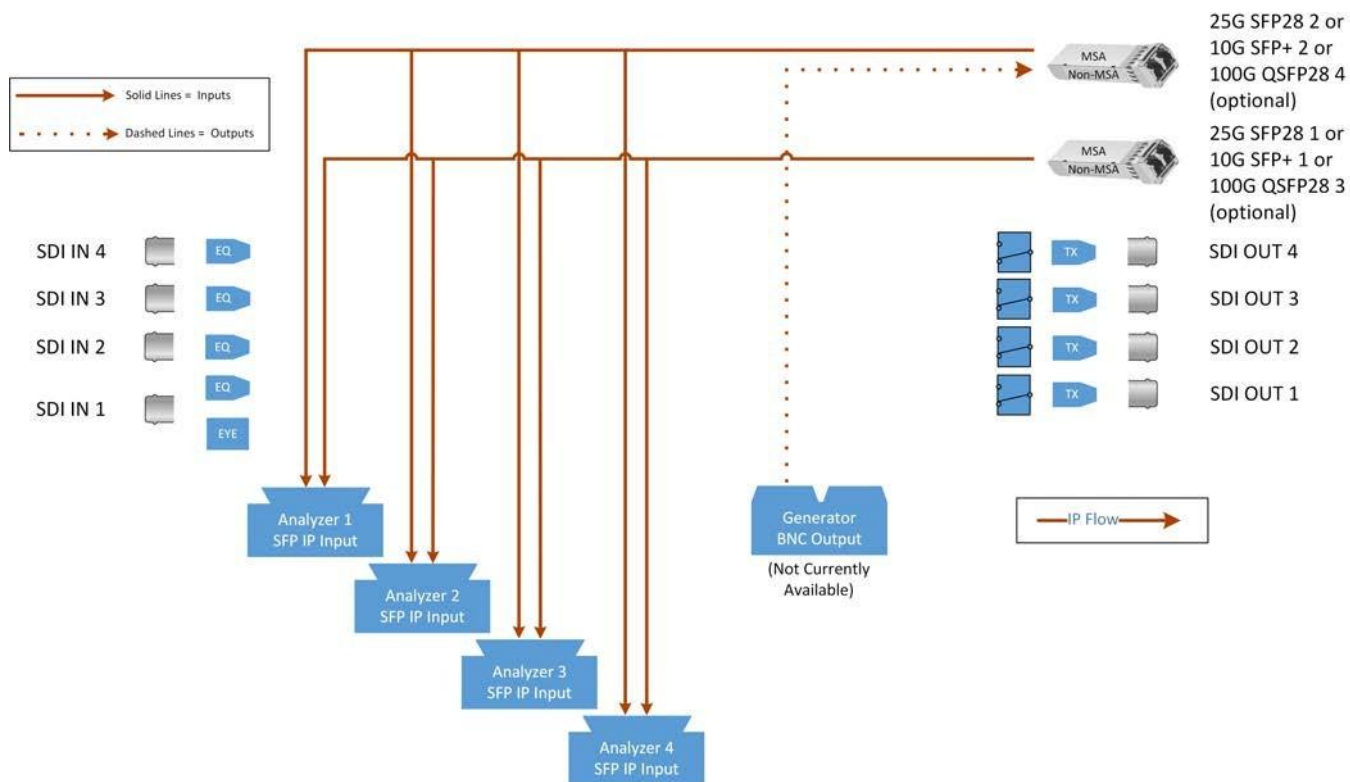 25G SFP28 2 or
10G SFP+ 2 or
100G QSFP28 4
(optional)
MSA
Non-MSA
Solid Lines = Inputs
Dashed Lines = Outputs
25G SFP28 1 or
10G SFP+ 1 or
100G QSFP28 3
(optional)
MSA
Non-MSA
SDI IN 4
EQ
TX
SDI OUT 4
SDI IN 3
EQ
TX
SDI OUT 3
SDI IN 2
EQ
TX
SDI OUT 2
SDI IN 1
EQ
EYE
TX
SDI OUT 1
Analyzer 1
SFP IP Input
Generator
BNC Output
(Not Currently
Available)
IP Flow
Analyzer 2
SFP IP Input
Analyzer 3
SFP IP Input
Analyzer 4
SFP IP Input